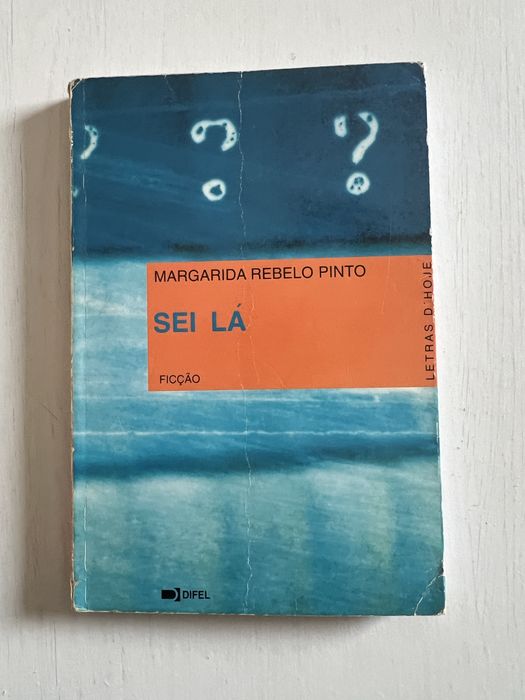 ? ? ?
MARGARIDA REBELO PINTO
SEI LÁ
FICÇÃO
LETRAS D'HOJE
DIFEL